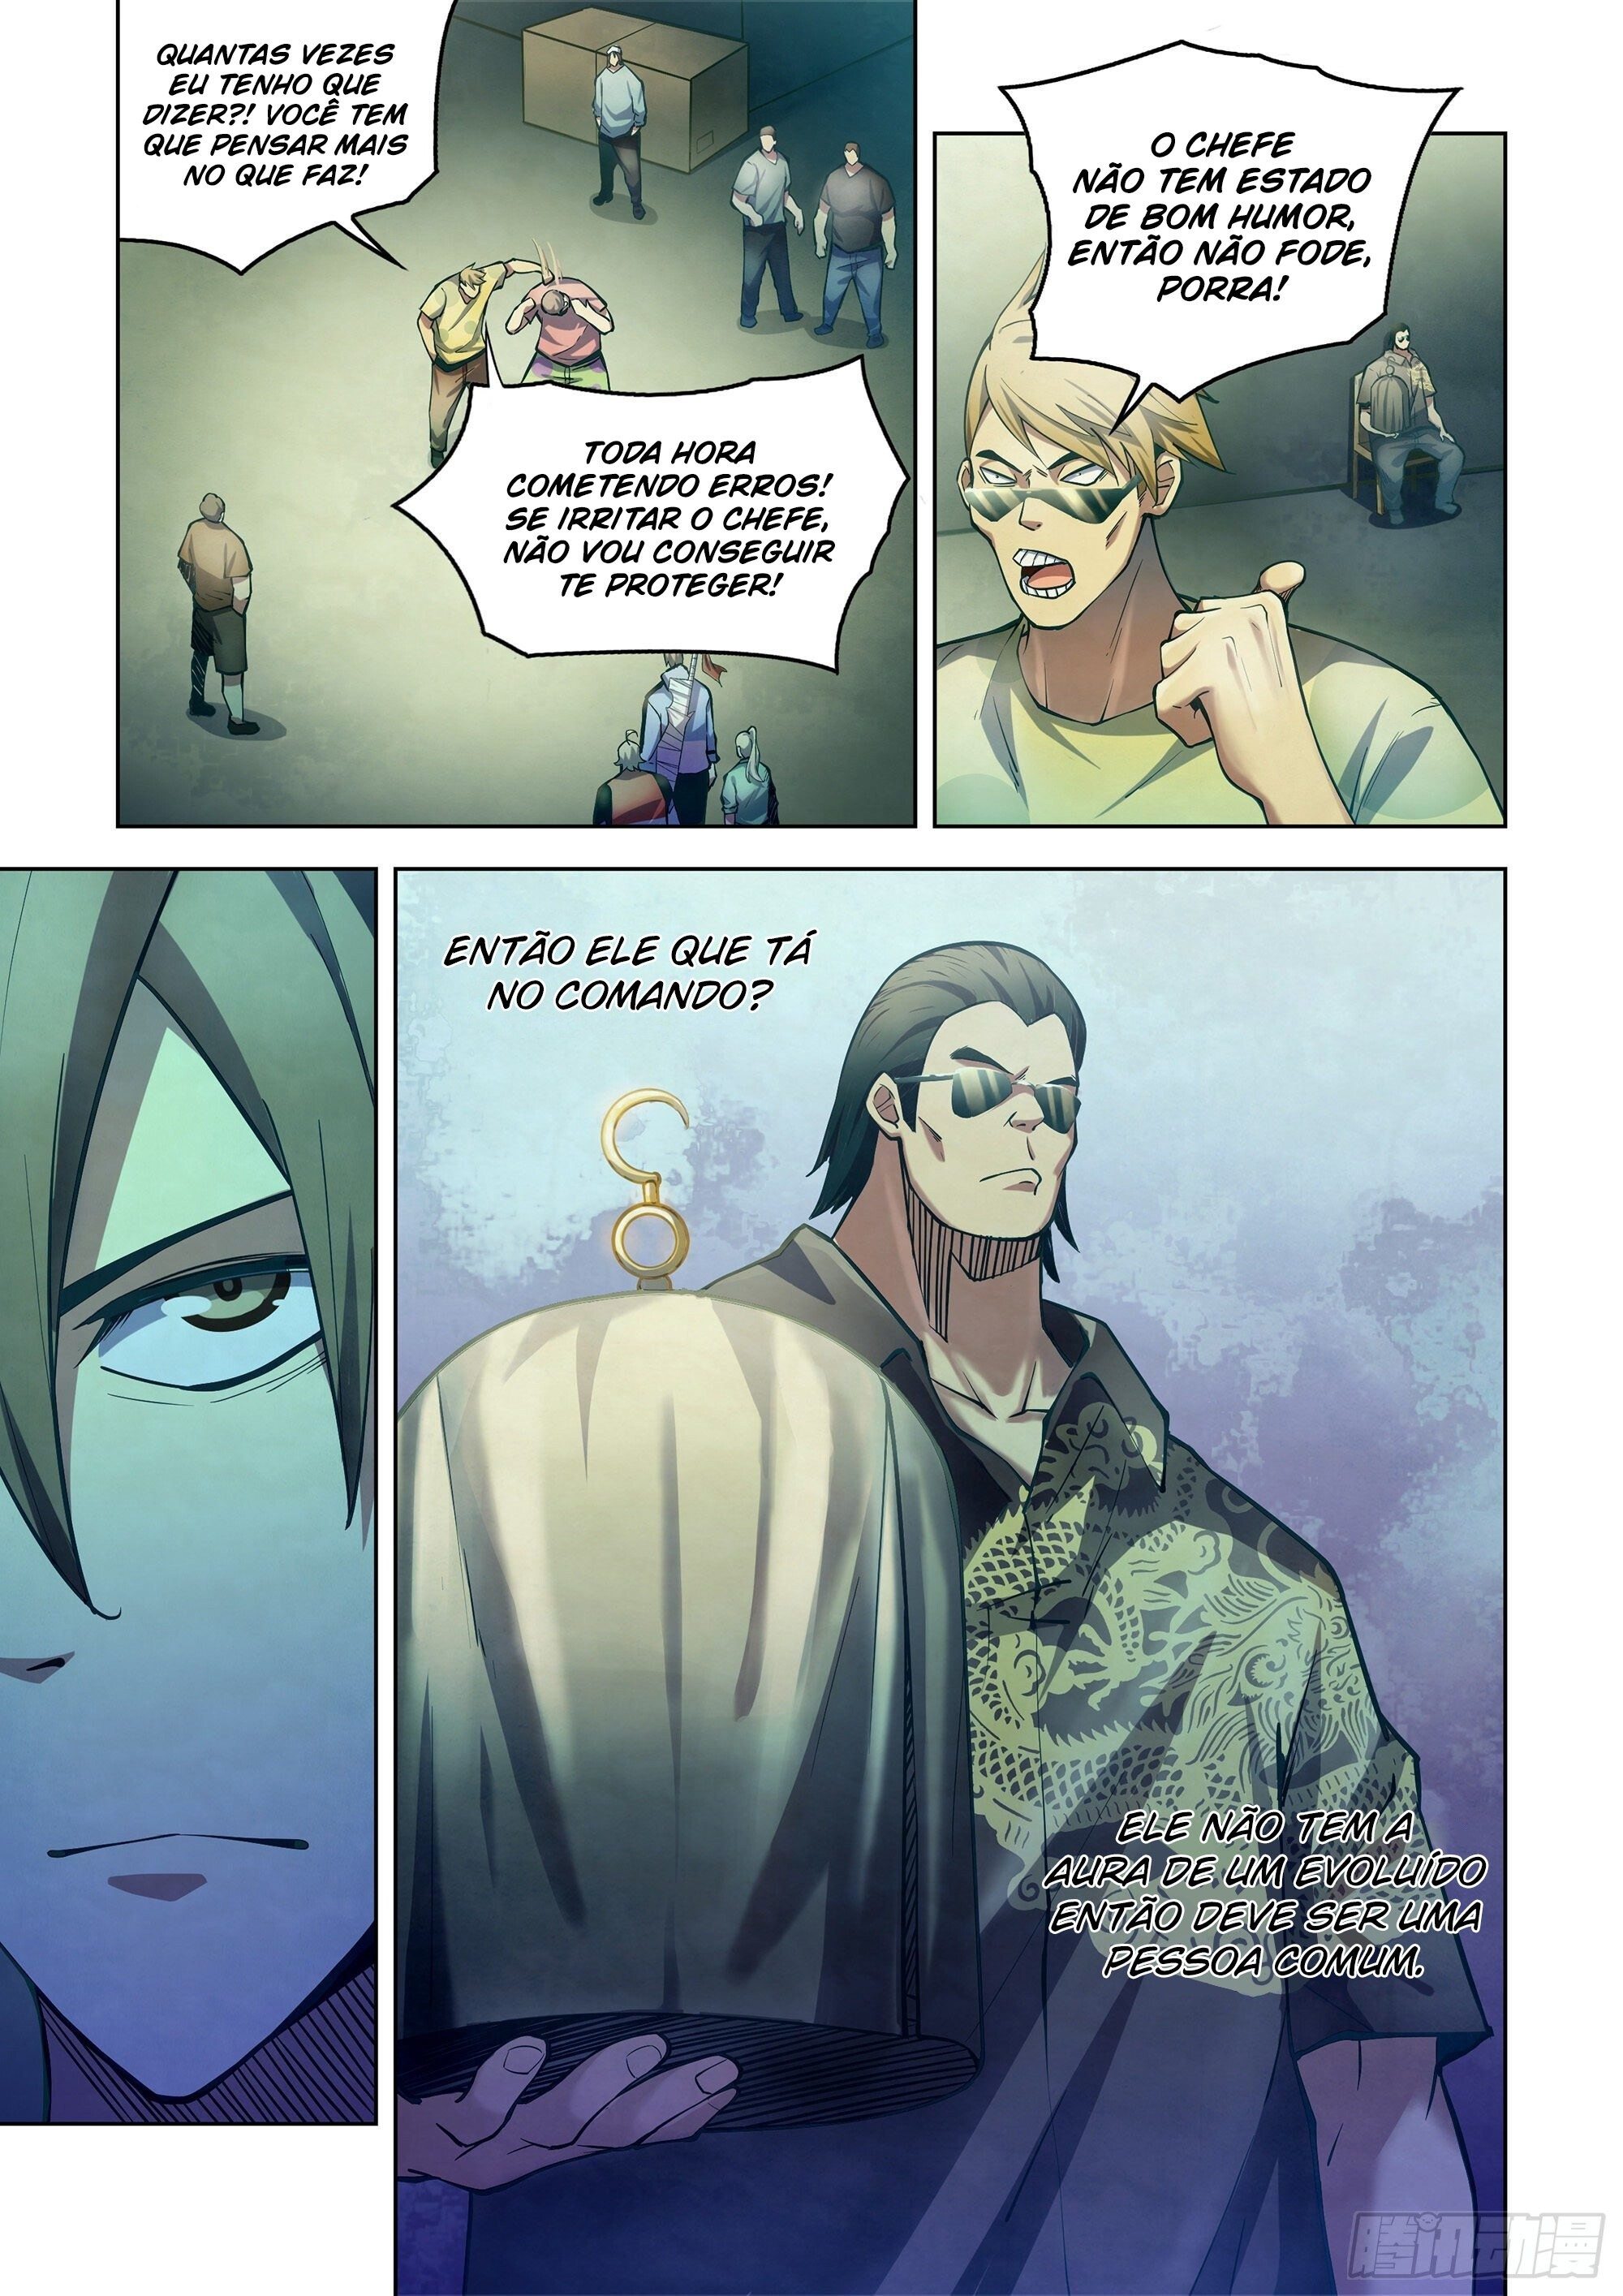 QUANTAS VEZES
EU TENHO QUE
DIZER?! VOCÊ TEM
QUE PENSAR MAIS
NO QUE FAZ!
TODA HORA
COMETENDO ERROS!
SE IRRITAR O CHEFE,
NÃO VOU CONSEGUIR
TE PROTEGER!
O CHEFE
NÃO TEM ESTADO
DE BOM HUMOR,
ENTÃO NÃO FODE,
PORRA!
ENTÃO ELE QUE TÁ
NO COMANDO?
ELE NÃO TEM A
AURA DE UM EVOLUÍDO
ENTÃO DEVE SER UMA
PESSOA COMUM.
腾讯动漫